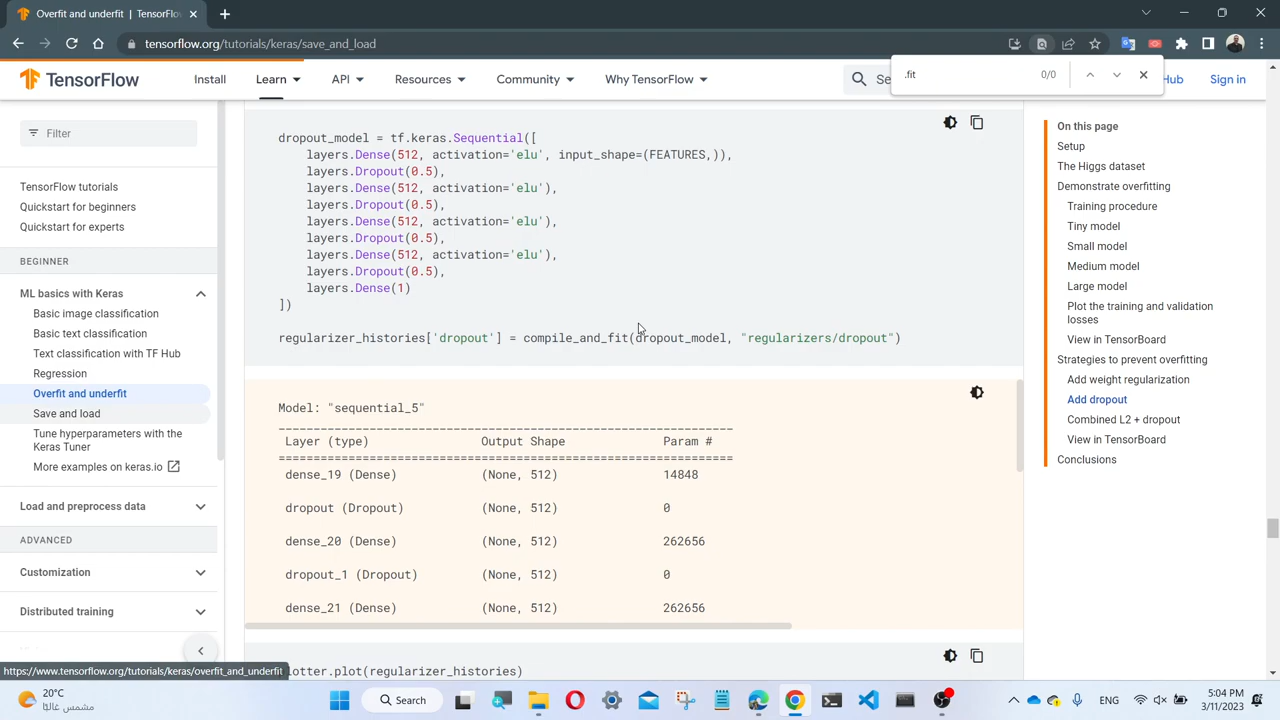 Overfit and underfit | TensorFlow C
tensorflow.org/tutorials/keras/save_and_load
.fit
0/0
TensorFlow
Install
Learn
API
Resources
Community
Why TensorFlow
Se
Hub
Sign in
Filter
TensorFlow tutorials
Quickstart for beginners
Quickstart for experts
BEGINNER
ML basics with Keras
Basic image classification
Basic text classification
Text classification with TF Hub
Regression
Overfit and underfit
Save and load
Tune hyperparameters with the
Keras Tuner
More examples on keras.io
Load and preprocess data
ADVANCED
Customization
Distributed training
https://www.tensorflow.org/tutorials/keras/overfit_and_underfit
dropout_model = tf.keras.Sequential([
layers.Dense(512, activation='elu', input_shape=(FEATURES,)),
layers.Dropout(0.5),
layers.Dense(512, activation='elu'),
layers.Dropout(0.5),
layers.Dense(512, activation='elu'),
layers.Dropout(0.5),
layers.Dense(512, activation='elu'),
layers.Dropout(0.5),
layers.Dense(1)
])
regularizer_histories['dropout'] = compile_and_fit(dropout_model, "regularizers/dropout")
Model: "sequential_5"
_________________________________________________________________
Layer (type) Output Shape Param #
=================================================================
dense_19 (Dense) (None, 512) 14848
dropout (Dropout) (None, 512) 0
dense_20 (Dense) (None, 512) 262656
dropout_1 (Dropout) (None, 512) 0
dense_21 (Dense) (None, 512) 262656
lotter.plot(regularizer_histories)
On this page
Setup
The Higgs dataset
Demonstrate overfitting
Training procedure
Tiny model
Small model
Medium model
Large model
Plot the training and validation
losses
View in TensorBoard
Strategies to prevent overfitting
Add weight regularization
Add dropout
Combined L2 + dropout
View in TensorBoard
Conclusions
20°C
مشمس غالبًا
Search
ENG
5:04 PM
3/11/2023